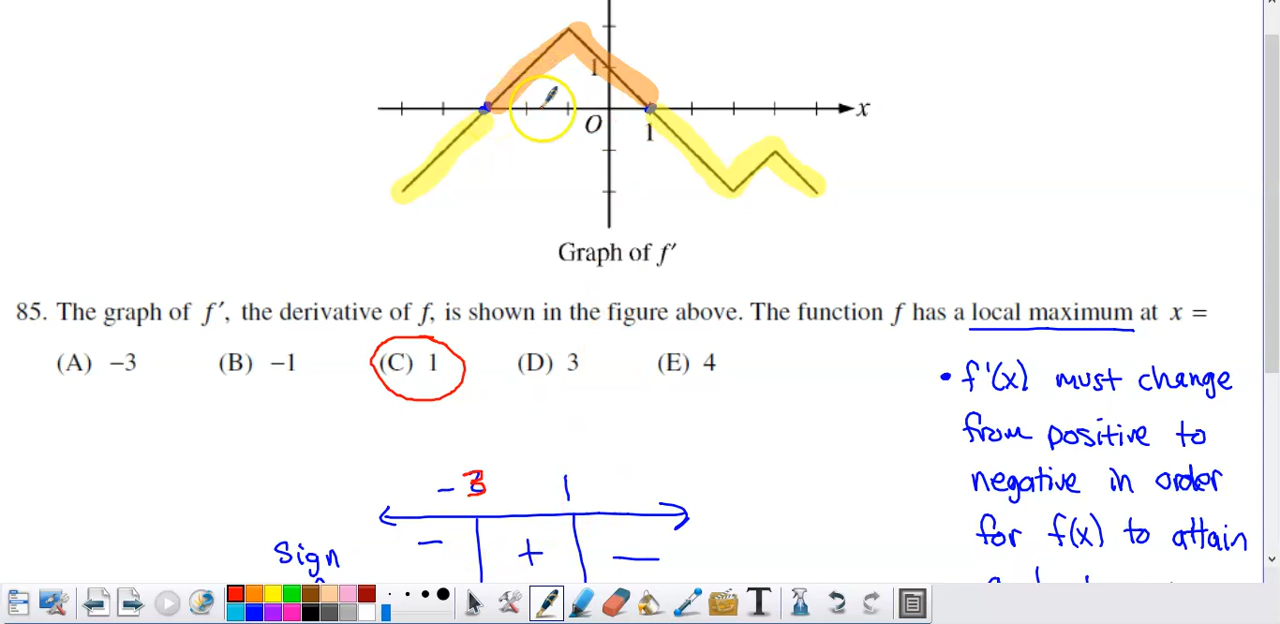 1
x
O
1
Graph of f′
85. The graph of f′, the derivative of f, is shown in the figure above. The function f has a local maximum at x =
(A) −3 (B) −1 (C) 1 (D) 3 (E) 4
• f'(x) must change
from positive to
negative in order
for f(x) to attain
-3 1
Sign - + -
T